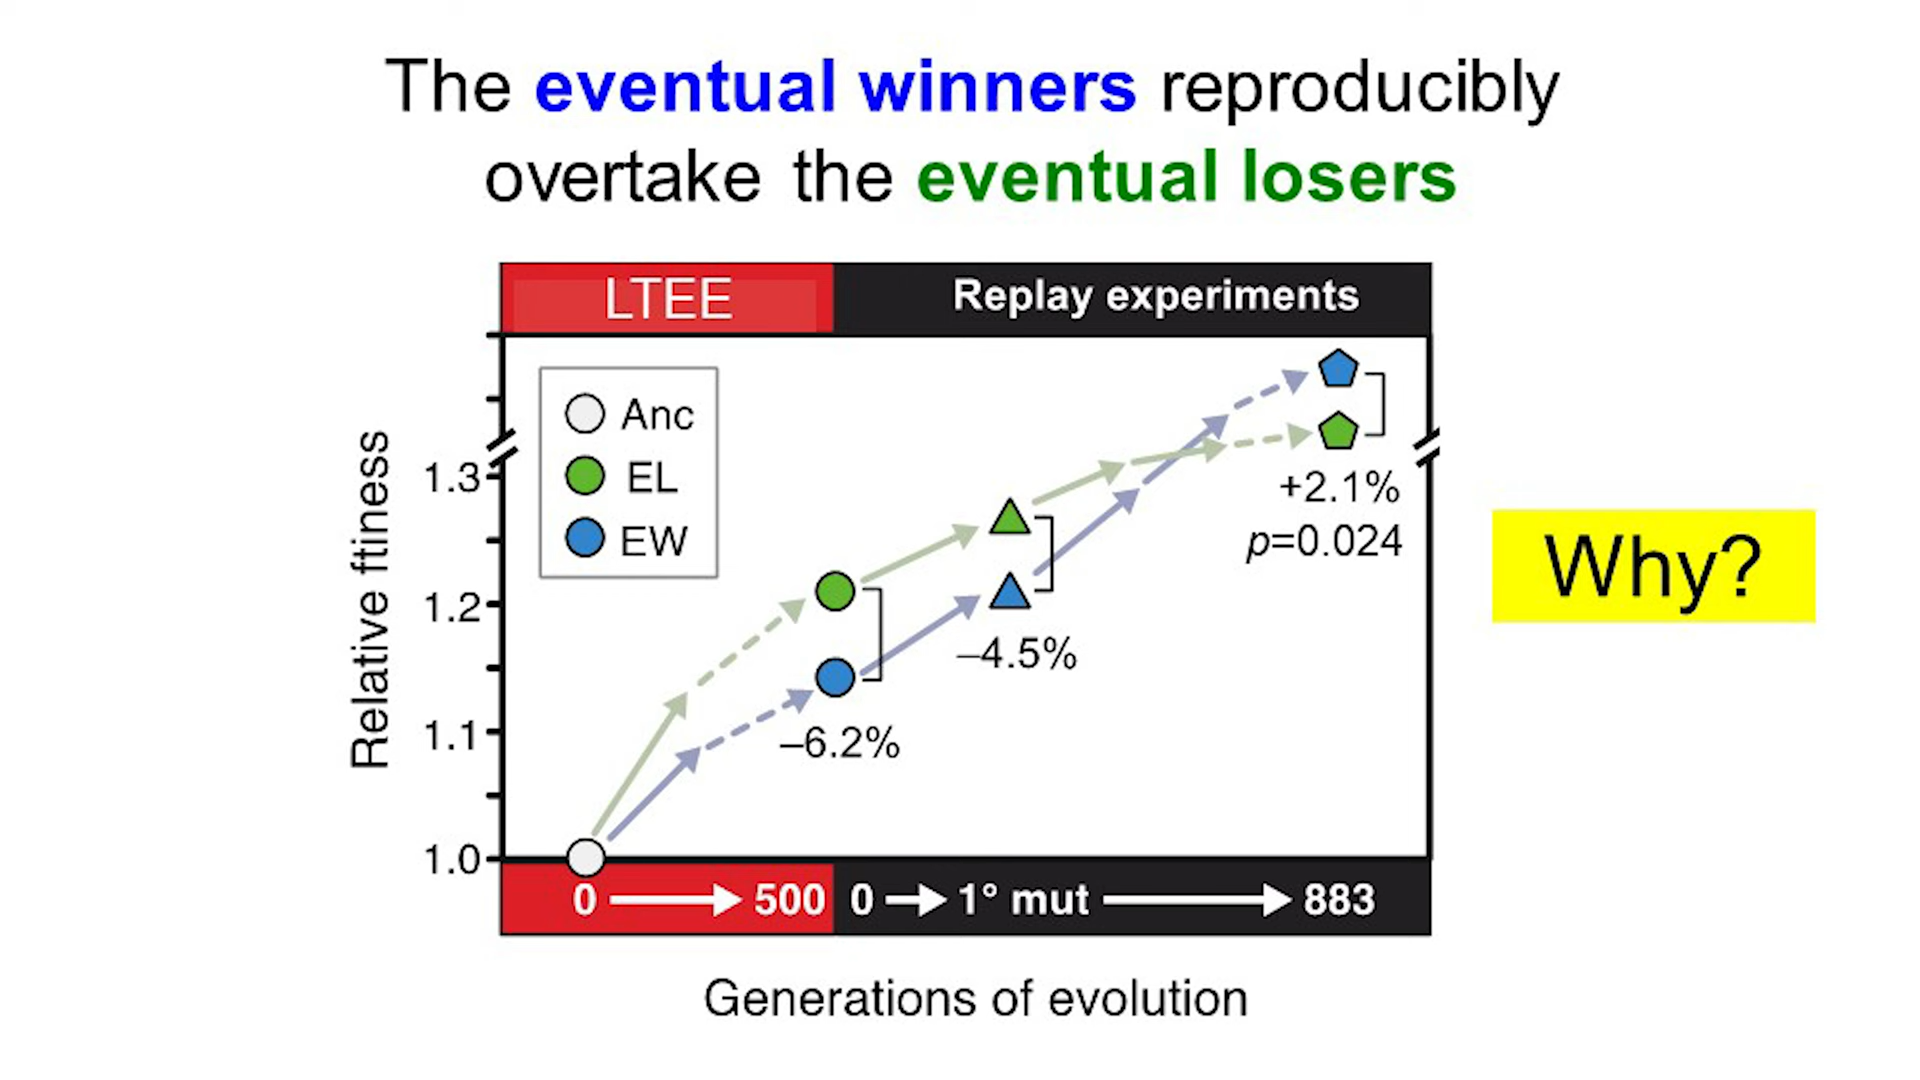 The eventual winners reproducibly
overtake the eventual losers
LTEE
Replay experiments
Anc
EL
EW
1.3
1.2
1.1
1.0
Relative ftiness
–6.2%
–4.5%
+2.1%
p=0.024
Why?
0 → 500
0 → 1° mut → 883
Generations of evolution